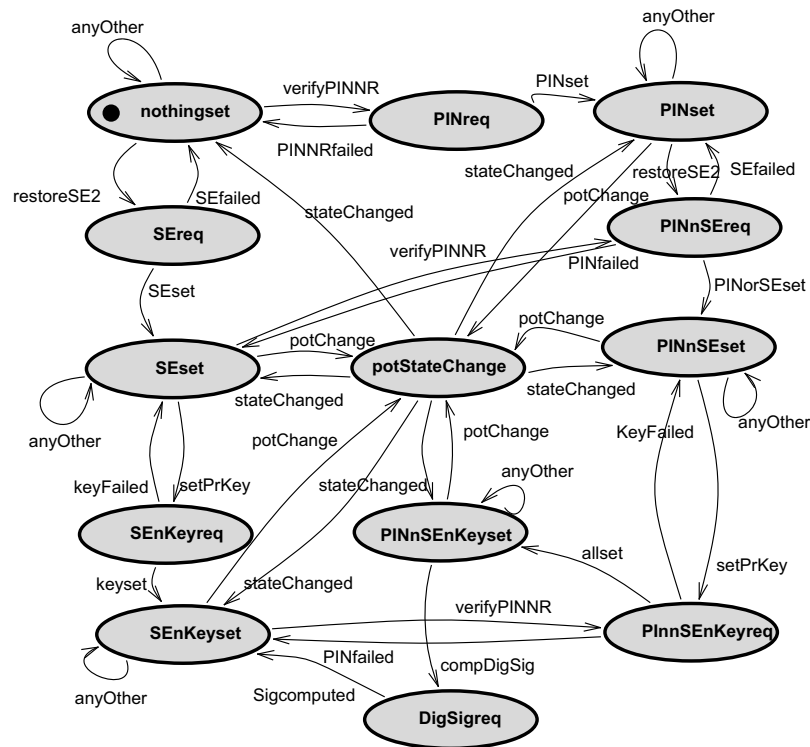 anyOther
anyOther
verifyPINNR
PINset
nothingset
PINreq
PINset
PINNRfailed
stateChanged
restoreSE2
SEfailed
restoreSE2
SEfailed
potChange
stateChanged
SEreq
PINnSEreq
verifyPINNR
PINfailed
SEset
PINorSEset
potChange
potChange
SEset
potStateChange
PINnSEset
stateChanged
stateChanged
anyOther
anyOther
potChange
potChange
KeyFailed
anyOther
keyFailed
setPrKey
stateChanged
SEnKeyreq
PINnSEnKeyset
allset
setPrKey
keyset
stateChanged
verifyPINNR
SEnKeyset
PInnSEnKeyreq
PINfailed
compDigSig
anyOther
Sigcomputed
DigSigreq